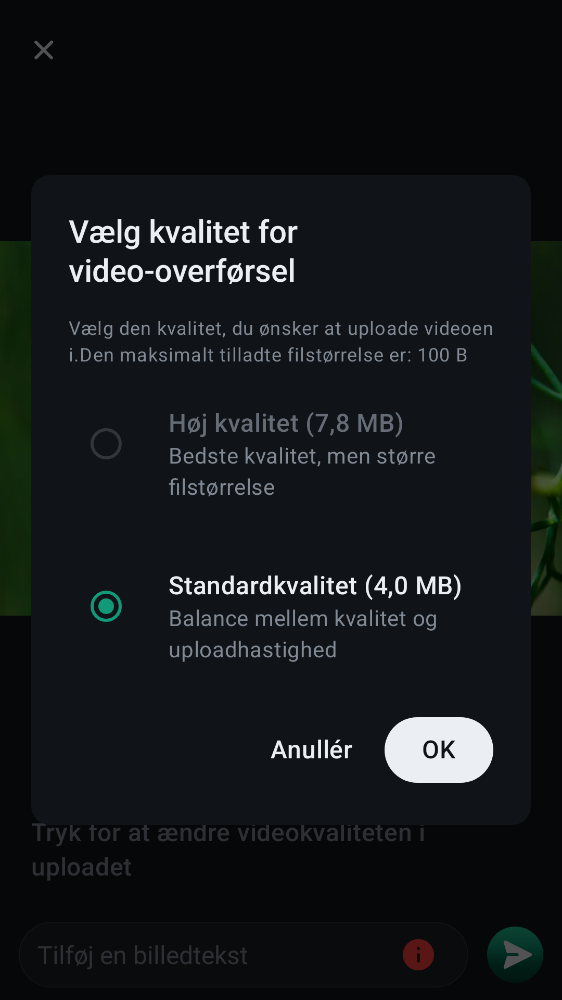 Vælg kvalitet for
video-overførsel
Vælg den kvalitet, du ønsker at uploade videoen
i.Den maksimalt tilladte filstørrelse er: 100 B
Høj kvalitet (7,8 MB)
Bedste kvalitet, men større
filstørrelse
Standardkvalitet (4,0 MB)
Balance mellem kvalitet og
uploadhastighed
Anullér
OK
Tryk for at ændre videokvaliteten i
uploadet
Tilføj en billedtekst